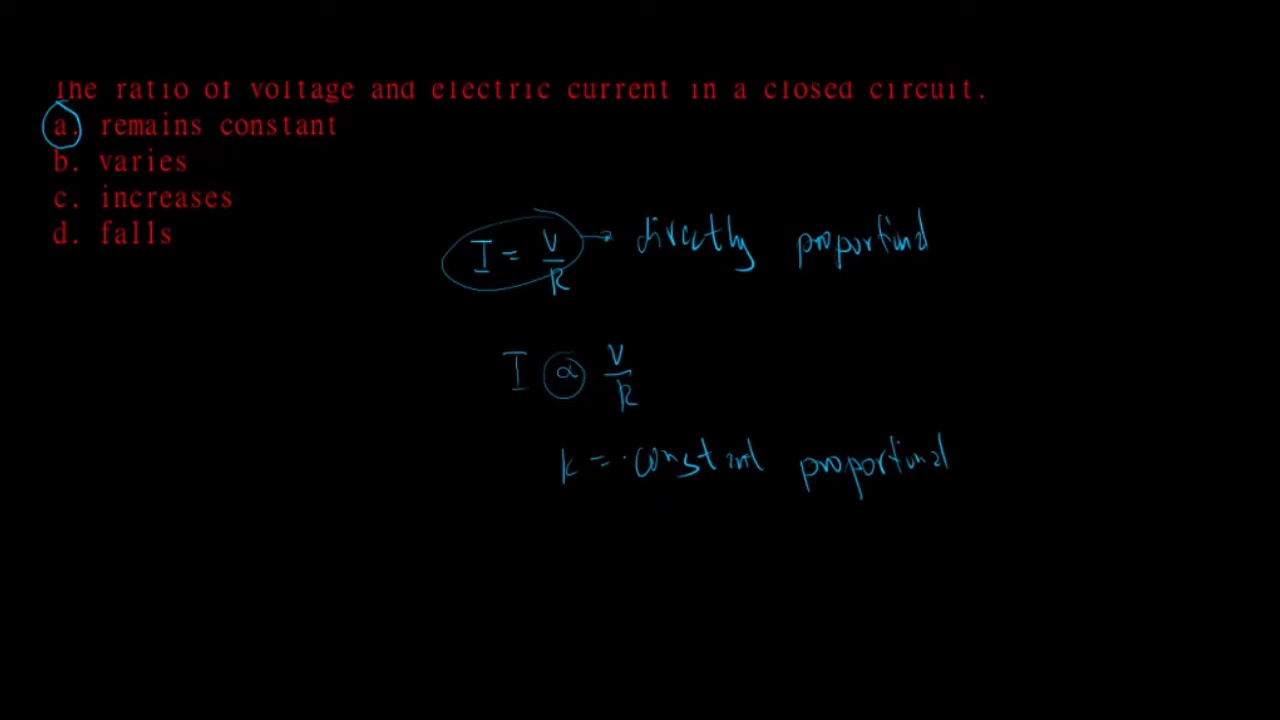 The ratio of voltage and electric current in a closed circuit.
a. remains constant
b. varies
c. increases
d. falls
I = V/R → directly proportional
I ∝ V/R
k = constant proportional